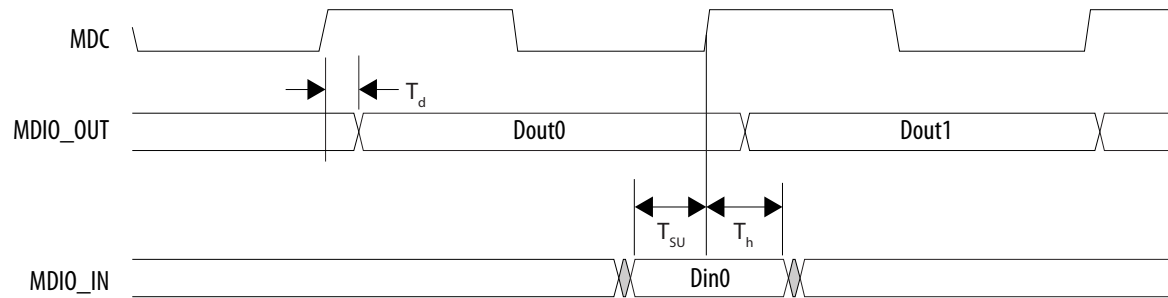 MDC
T_d
MDIO_OUT Dout0 Dout1
T_SU T_h
MDIO_IN Din0